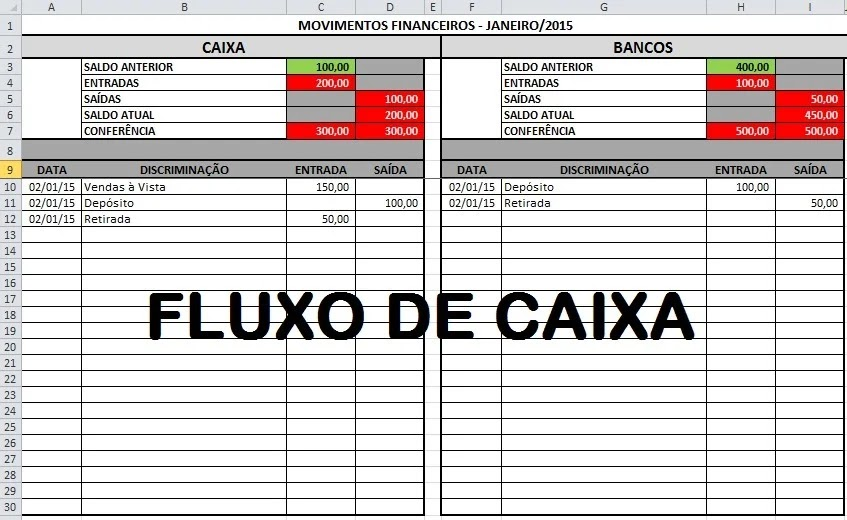 A B C D E F G H I
1 MOVIMENTOS FINANCEIROS - JANEIRO/2015
2 CAIXA BANCOS
3 SALDO ANTERIOR 100,00 SALDO ANTERIOR 400,00
4 ENTRADAS 200,00 ENTRADAS 100,00
5 SAÍDAS 100,00 SAÍDAS 50,00
6 SALDO ATUAL 200,00 SALDO ATUAL 450,00
7 CONFERÊNCIA 300,00 300,00 CONFERÊNCIA 500,00 500,00
8
9 DATA DISCRIMINAÇÃO ENTRADA SAÍDA DATA DISCRIMINAÇÃO ENTRADA SAÍDA
10 02/01/15 Vendas à Vista 150,00 02/01/15 Depósito 100,00
11 02/01/15 Depósito 100,00 02/01/15 Retirada 50,00
12 02/01/15 Retirada 50,00
13
14
15
16
17
18 FLUXO DE CAIXA
19
20
21
22
23
24
25
26
27
28
29
30